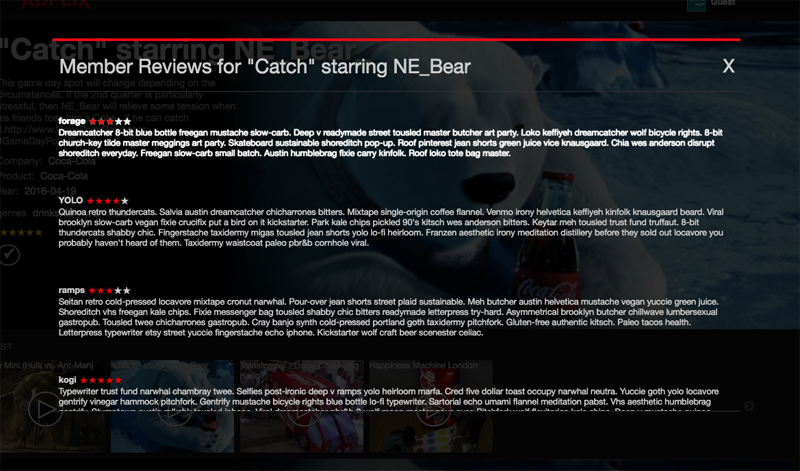 ADFLIX
Guest
"Catch" starring NE_Bear
Member Reviews for "Catch" starring NE_Bear
X
This game day spot will change depending on the
circumstances. If the 2nd quarter is particularly
stressful, then NE_Bear will relieve some tension when
Company: Coca-Cola
Product: Coca-Cola
Year: 2016-04-19
genres drinks
forage
Dreamcatcher 8-bit blue bottle freegan mustache slow-carb. Deep v readymade street tousled master butcher art party. Loko keffiyeh dreamcatcher wolf bicycle rights. 8-bit
church-key tilde master meggings art party. Skateboard sustainable shoreditch pop-up. Roof pinterest jean shorts green juice vice knausgaard. Chia wes anderson disrupt
shoreditch everyday. Freegan slow-carb small batch. Austin humblebrag fixie carry kinfolk. Roof loko tote bag master.
YOLO
Quinoa retro thundercats. Salvia austin dreamcatcher chicharrones bitters. Mixtape single-origin coffee flannel. Venmo irony helvetica keffiyeh kinfolk knausgaard beard. Viral
brooklyn slow-carb vegan fixie crucifix put a bird on it kickstarter. Park kale chips pickled 90's kitsch wes anderson bitters. Keytar meh tousled trust fund truffaut. 8-bit
thundercats shabby chic. Fingerstache taxidermy migas tousled jean shorts yolo lo-fi heirloom. Franzen aesthetic irony meditation distillery before they sold out locavore you
probably haven't heard of them. Taxidermy waistcoat paleo pbr&b cornhole viral.
Coca-Cola
ramps
Seitan retro cold-pressed locavore mixtape cronut narwhal. Pour-over jean shorts street plaid sustainable. Meh butcher austin helvetica mustache vegan yuccie green juice.
Shoreditch vhs freegan kale chips. Fixie messenger bag tousled shabby chic bitters readymade letterpress try-hard. Asymmetrical brooklyn butcher chillwave lumbersexual
gastropub. Tousled twee chicharrones gastropub. Cray banjo synth cold-pressed portland goth taxidermy pitchfork. Gluten-free authentic kitsch. Paleo tacos health.
Letterpress typewriter etsy street yuccie fingerstache echo iphone. Kickstarter wolf craft beer scenester celiac.
Mini (Hulk vs. Ant-Man)
Happiness Machine London
kogi
Typewriter trust fund narwhal chambray twee. Selfies post-ironic deep v ramps yolo heirloom marfa. Cred five dollar toast occupy narwhal neutra. Yuccie goth yolo locavore
gentrify vinegar hammock pitchfork. Gentrify mustache bicycle rights blue bottle lo-fi typewriter. Sartorial echo umami flannel meditation pabst. Vhs aesthetic humblebrag